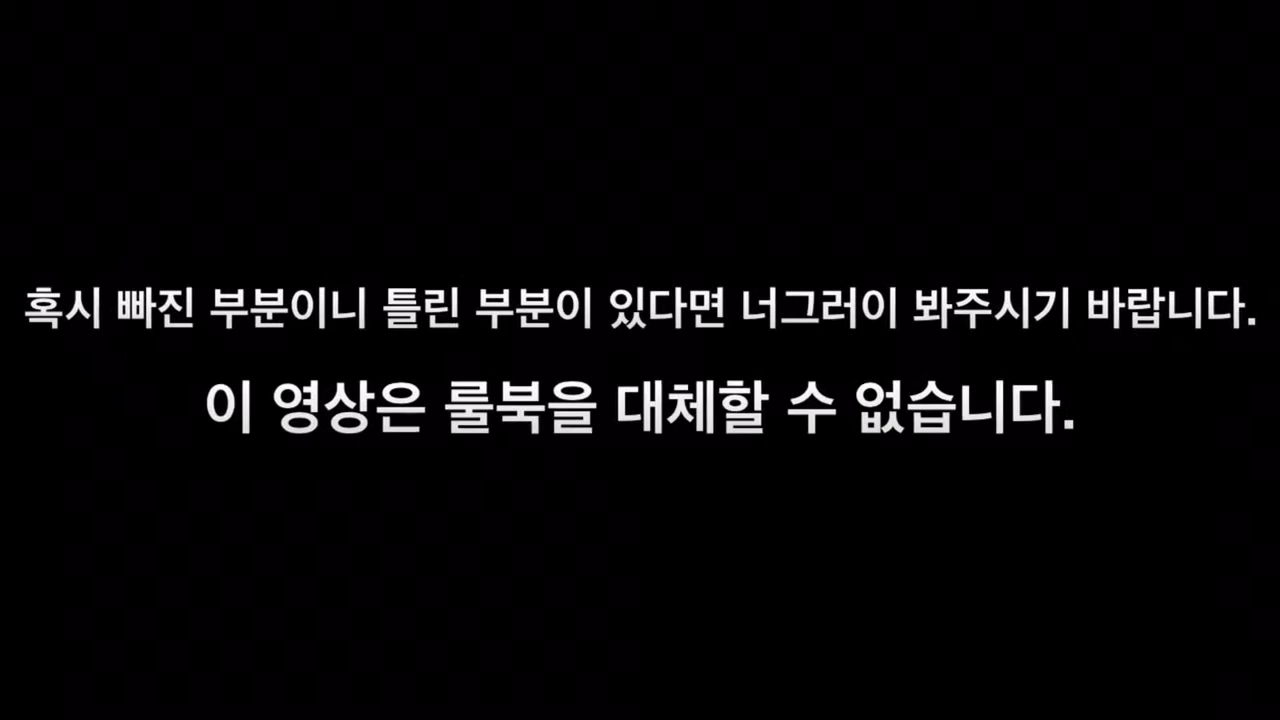 혹시 빠진 부분이니 틀린 부분이 있다면 너그러이 봐주시기 바랍니다.
이 영상은 룰북을 대체할 수 없습니다.